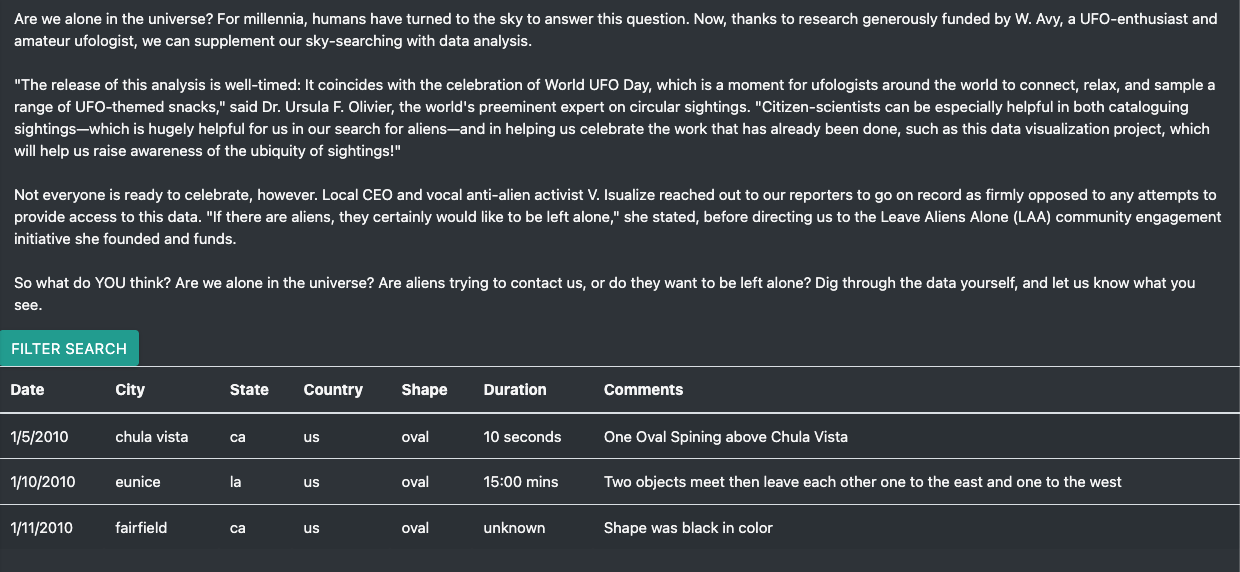 Are we alone in the universe? For millennia, humans have turned to the sky to answer this question. Now, thanks to research generously funded by W. Avy, a UFO-enthusiast and
amateur ufologist, we can supplement our sky-searching with data analysis.
"The release of this analysis is well-timed: It coincides with the celebration of World UFO Day, which is a moment for ufologists around the world to connect, relax, and sample a
range of UFO-themed snacks," said Dr. Ursula F. Olivier, the world's preeminent expert on circular sightings. "Citizen-scientists can be especially helpful in both cataloguing
sightings—which is hugely helpful for us in our search for aliens—and in helping us celebrate the work that has already been done, such as this data visualization project, which
will help us raise awareness of the ubiquity of sightings!"
Not everyone is ready to celebrate, however. Local CEO and vocal anti-alien activist V. Isualize reached out to our reporters to go on record as firmly opposed to any attempts to
provide access to this data. "If there are aliens, they certainly would like to be left alone," she stated, before directing us to the Leave Aliens Alone (LAA) community engagement
initiative she founded and funds.
So what do YOU think? Are we alone in the universe? Are aliens trying to contact us, or do they want to be left alone? Dig through the data yourself, and let us know what you
see.
FILTER SEARCH
Date City State Country Shape Duration Comments
1/5/2010 chula vista ca us oval 10 seconds One Oval Spining above Chula Vista
1/10/2010 eunice la us oval 15:00 mins Two objects meet then leave each other one to the east and one to the west
1/11/2010 fairfield ca us oval unknown Shape was black in color